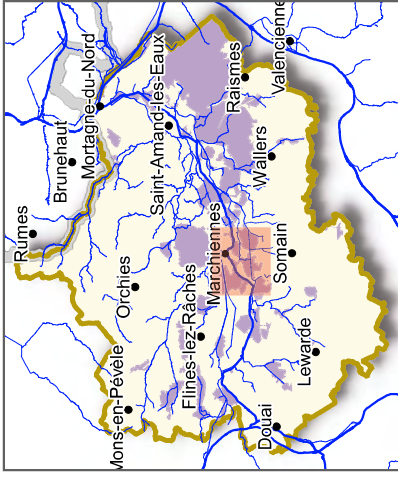 Rumes
Brunehaut
Mortagne-du-Nord
Saint-Amand-les-Eaux
Raismes
Valencienne
Wallers
Marchiennes
Somain
Orchies
Flines-lez-Râches
Mons-en-Pévèle
Lewarde
Douai